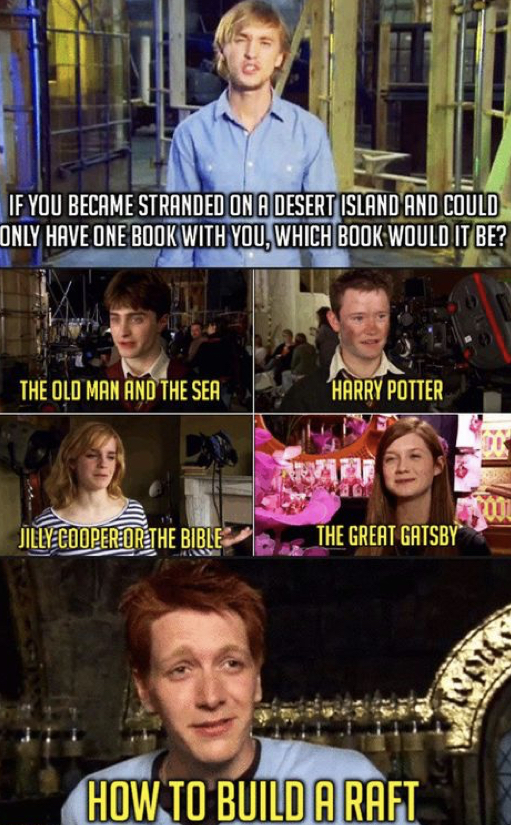 IF YOU BECAME STRANDED ON A DESERT ISLAND AND COULD
ONLY HAVE ONE BOOK WITH YOU, WHICH BOOK WOULD IT BE?
THE OLD MAN AND THE SEA
HARRY POTTER
JILLY COOPER OR THE BIBLE
THE GREAT GATSBY
HOW TO BUILD A RAFT